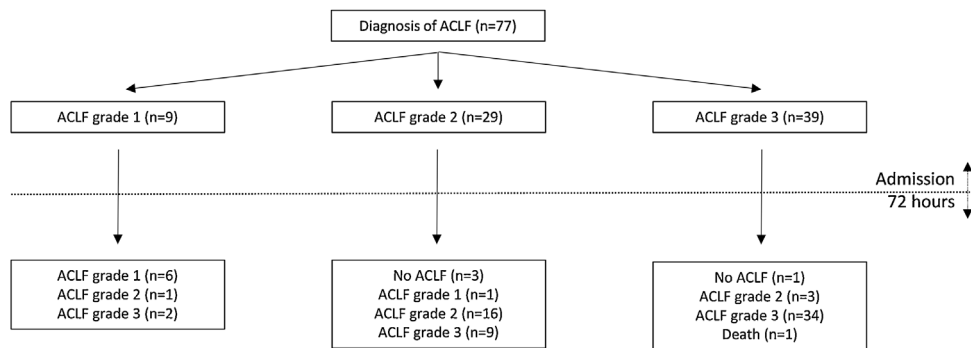 Diagnosis of ACLF (n=77)
ACLF grade 1 (n=9)
ACLF grade 2 (n=29)
ACLF grade 3 (n=39)
Admission
72 hours
ACLF grade 1 (n=6)
ACLF grade 2 (n=1)
ACLF grade 3 (n=2)
No ACLF (n=3)
ACLF grade 1 (n=1)
ACLF grade 2 (n=16)
ACLF grade 3 (n=9)
No ACLF (n=1)
ACLF grade 2 (n=3)
ACLF grade 3 (n=34)
Death (n=1)